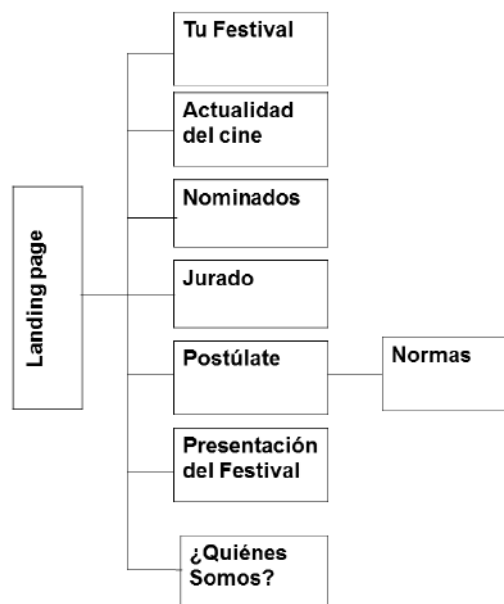 Tu Festival
Actualidad
del cine
Nominados
Landing page
Jurado
Postúlate
Normas
Presentación
del Festival
¿Quiénes
Somos?